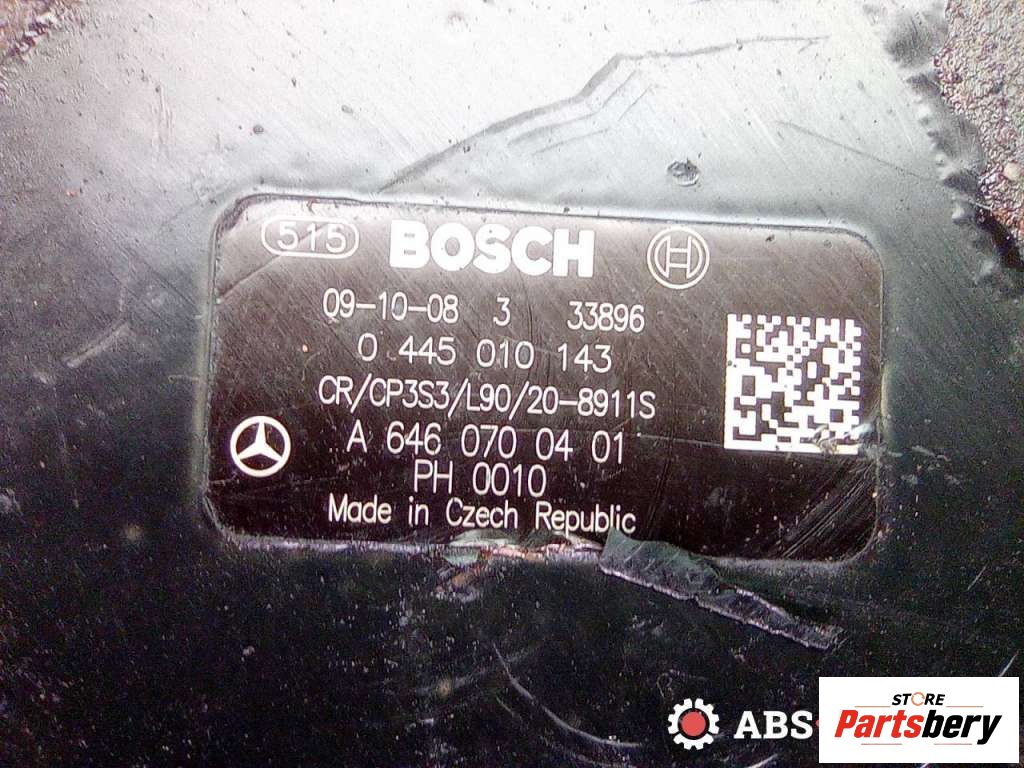 515 BOSCH
09-10-08 3 33896
0 445 010 143
CR/CP3S3/L90/20-8911S
A 646 070 04 01
PH 0010
Made in Czech Republic
STORE
ABS- Partsbery